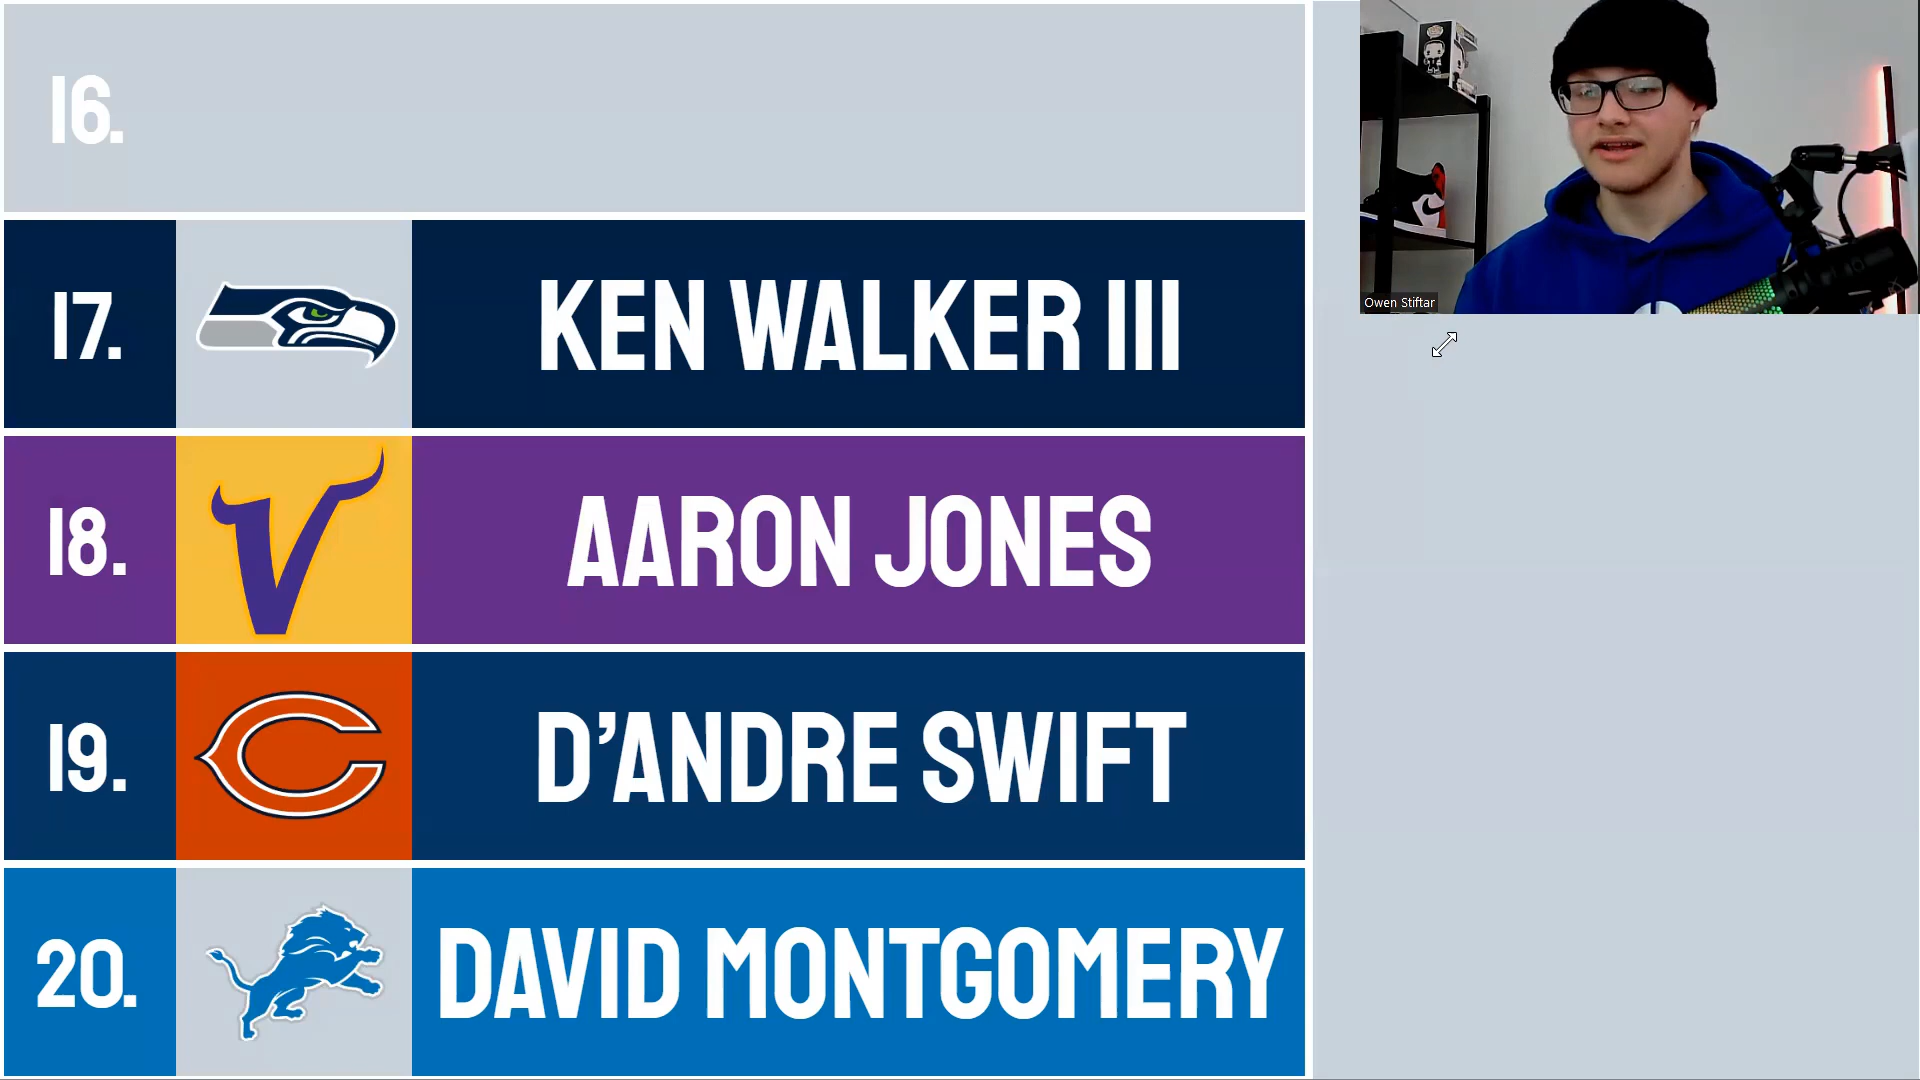 16.
17.
KEN WALKER III
18.
AARON JONES
19.
D’ANDRE SWIFT
20.
DAVID MONTGOMERY
Owen Stiftar